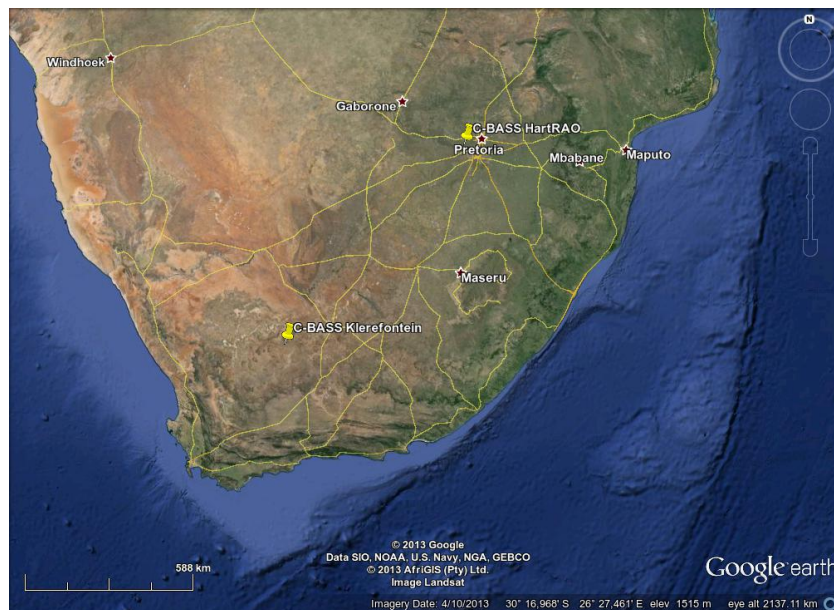 N
Windhoek
Gaborone
C-BASS HartRAO
Pretoria
Mbabane
Maputo
Maseru
C-BASS Klerefontein
© 2013 Google
Data SIO, NOAA, U.S. Navy, NGA, GEBCO
© 2013 AfriGIS (Pty) Ltd.
Image Landsat
588 km
Google earth
Imagery Date: 4/10/2013 30° 16,968' S 26° 27,461' E elev 1515 m eye alt 2137.11 km